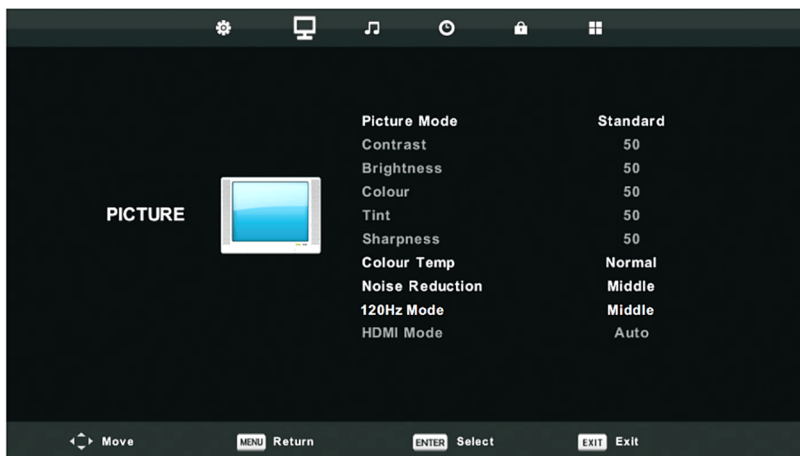 Picture Mode Standard
Contrast 50
Brightness 50
Colour 50
PICTURE
Tint 50
Sharpness 50
Colour Temp Normal
Noise Reduction Middle
120Hz Mode Middle
HDMI Mode Auto
Move MENU Return ENTER Select EXIT Exit